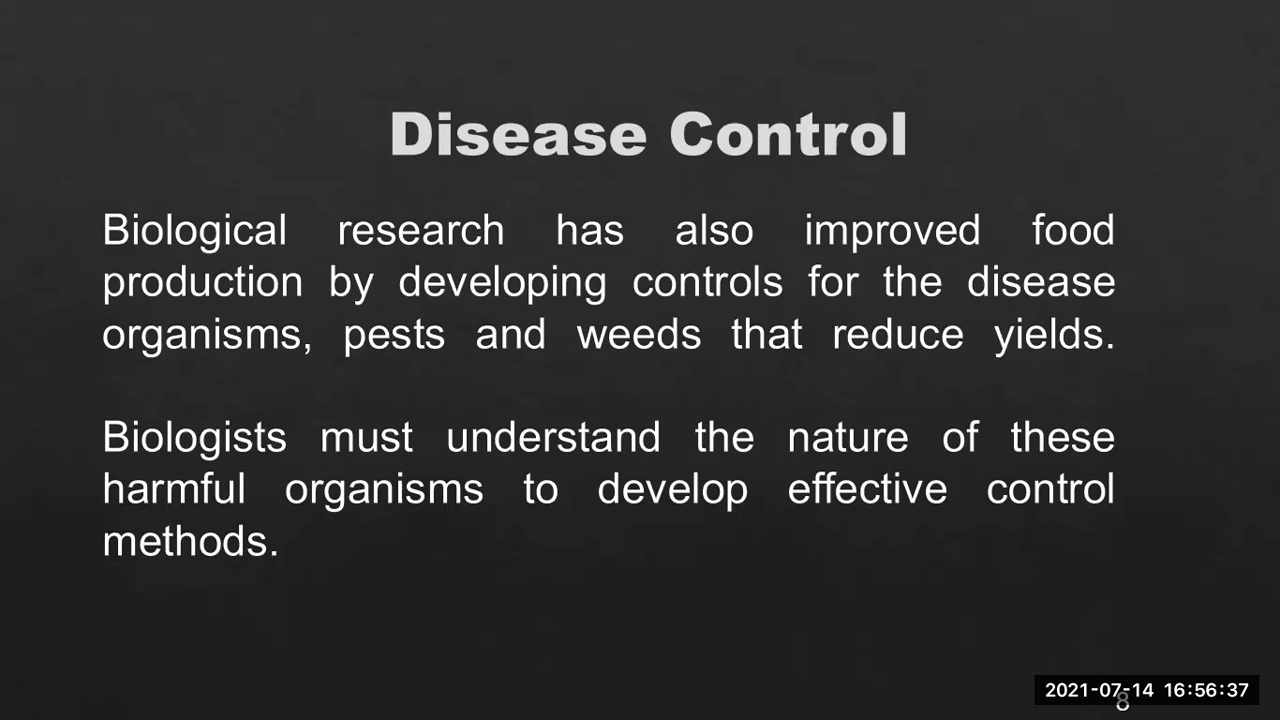 Disease Control
Biological research has also improved food
production by developing controls for the disease
organisms, pests and weeds that reduce yields.
Biologists must understand the nature of these
harmful organisms to develop effective control
methods.
2021-07-14 16:56:37
8